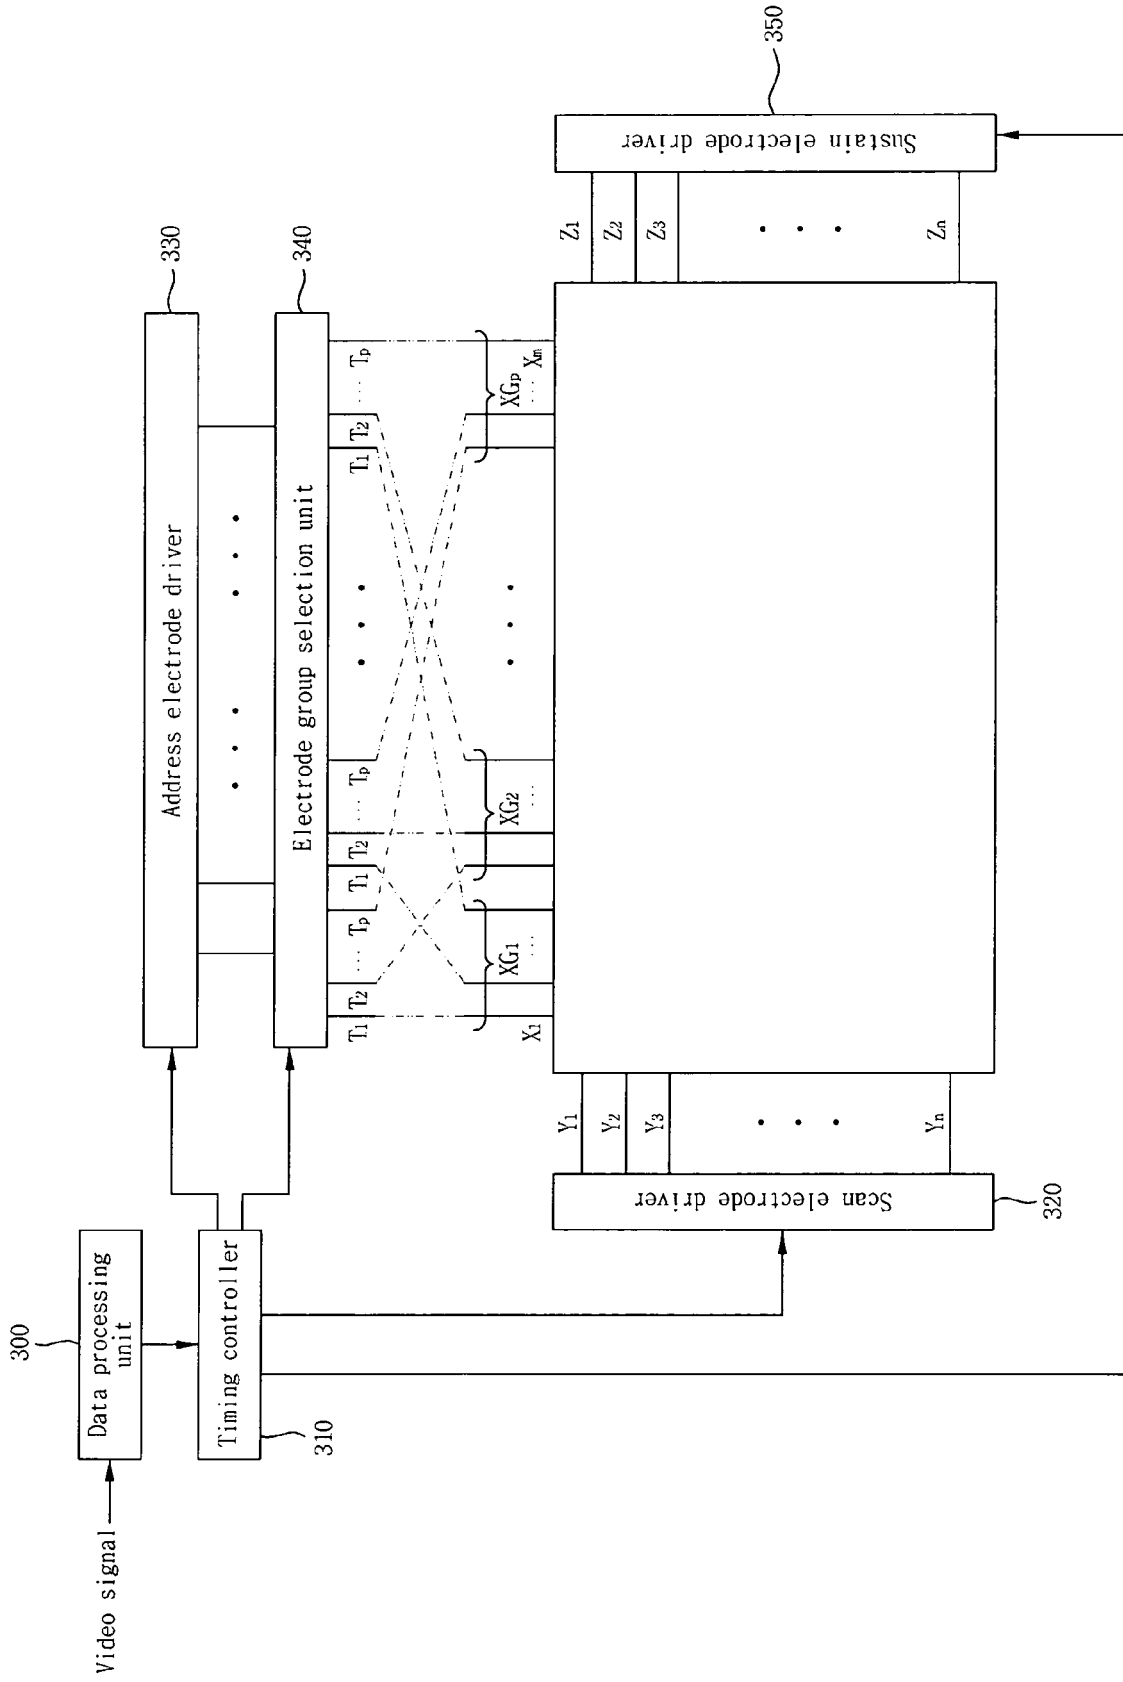 Video signal
300
Data processing
unit
Timing controller
310
330
Address electrode driver
340
Electrode group selection unit
T1 T2 ... Tp T1 T2 ... Tp T1 T2 ... Tp
XG1 XG2 XGp
X1 ... ... ... Xm
Y1
Y2
Y3
Yn
Scan electrode driver
320
Z1
Z2
Z3
Zn
Sustain electrode driver
350